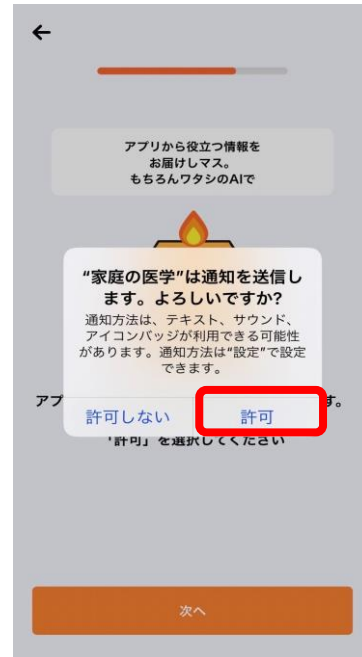 アプリから役立つ情報を
お届けしマス。
もちろんワタシのAIで
“家庭の医学”は通知を送信し
ます。よろしいですか?
通知方法は、テキスト、サウンド、
アイコンバッジが利用できる可能性
があります。通知方法は“設定”で設定
できます。
アプ
す。
許可しない
許可
「許可」を選択してください
次へ